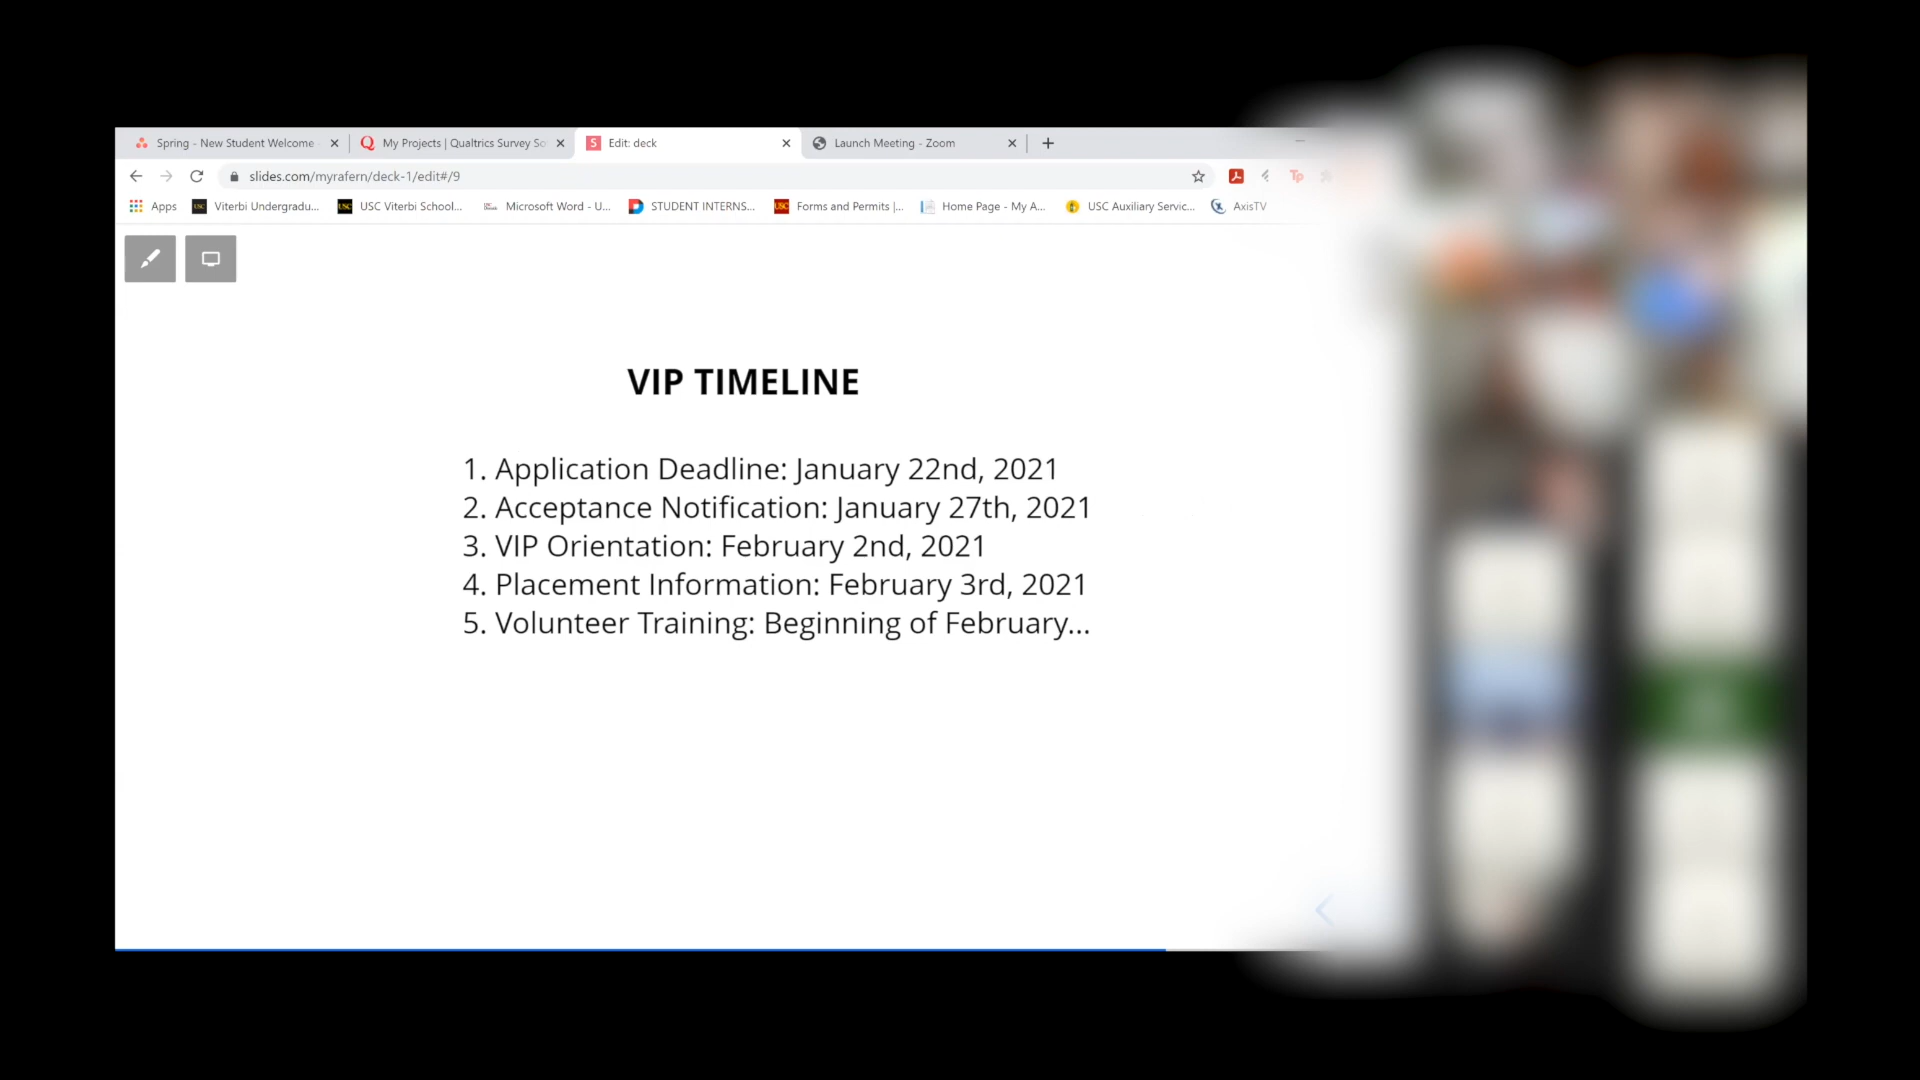 Spring - New Student Welcome
My Projects | Qualtrics Survey So
Edit: deck
Launch Meeting - Zoom
slides.com/myrafern/deck-1/edit#/9
Apps
Viterbi Undergradu...
USC Viterbi School...
Microsoft Word - U...
STUDENT INTERNS...
Forms and Permits |...
Home Page - My A...
USC Auxiliary Servic...
AxisTV
VIP TIMELINE
1. Application Deadline: January 22nd, 2021
2. Acceptance Notification: January 27th, 2021
3. VIP Orientation: February 2nd, 2021
4. Placement Information: February 3rd, 2021
5. Volunteer Training: Beginning of February...